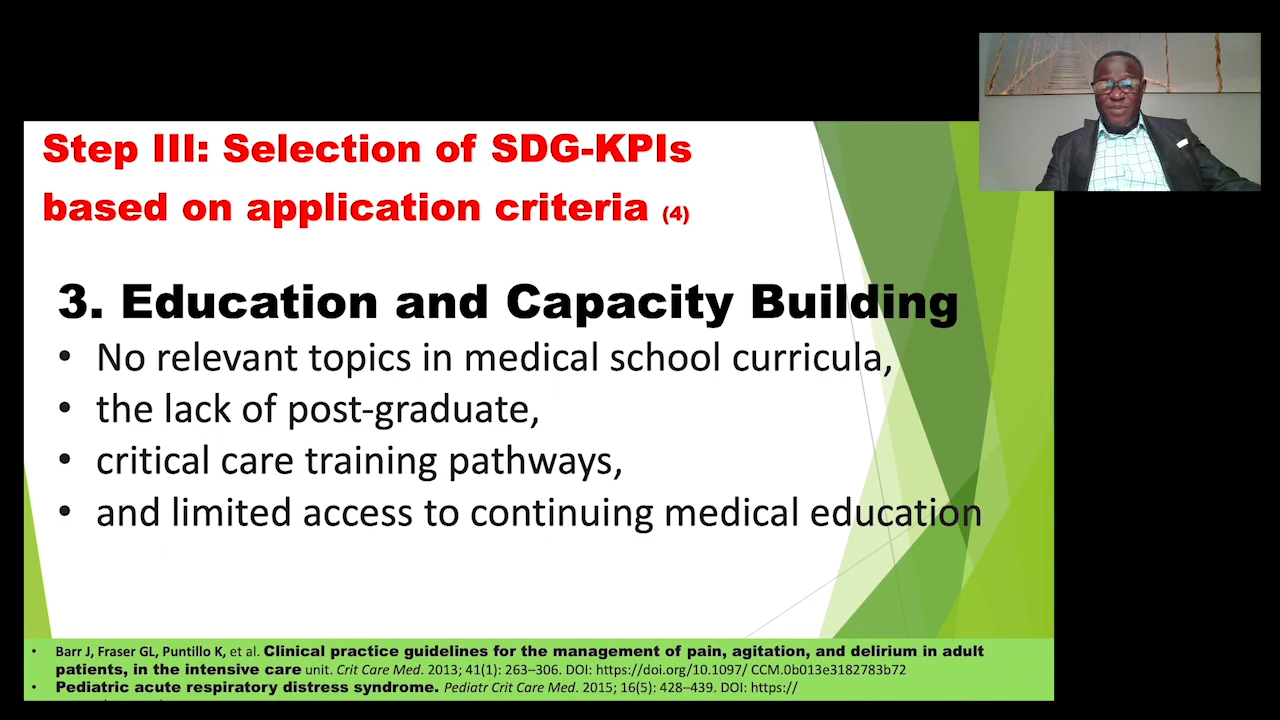 Step III: Selection of SDG-KPIs
based on application criteria (4)
3. Education and Capacity Building
• No relevant topics in medical school curricula,
• the lack of post-graduate,
• critical care training pathways,
• and limited access to continuing medical education
• Barr J, Fraser GL, Puntillo K, et al. Clinical practice guidelines for the management of pain, agitation, and delirium in adult
patients, in the intensive care unit. Crit Care Med. 2013; 41(1): 263–306. DOI: https://doi.org/10.1097/ CCM.0b013e3182783b72
• Pediatric acute respiratory distress syndrome. Pediatr Crit Care Med. 2015; 16(5): 428–439. DOI: https://